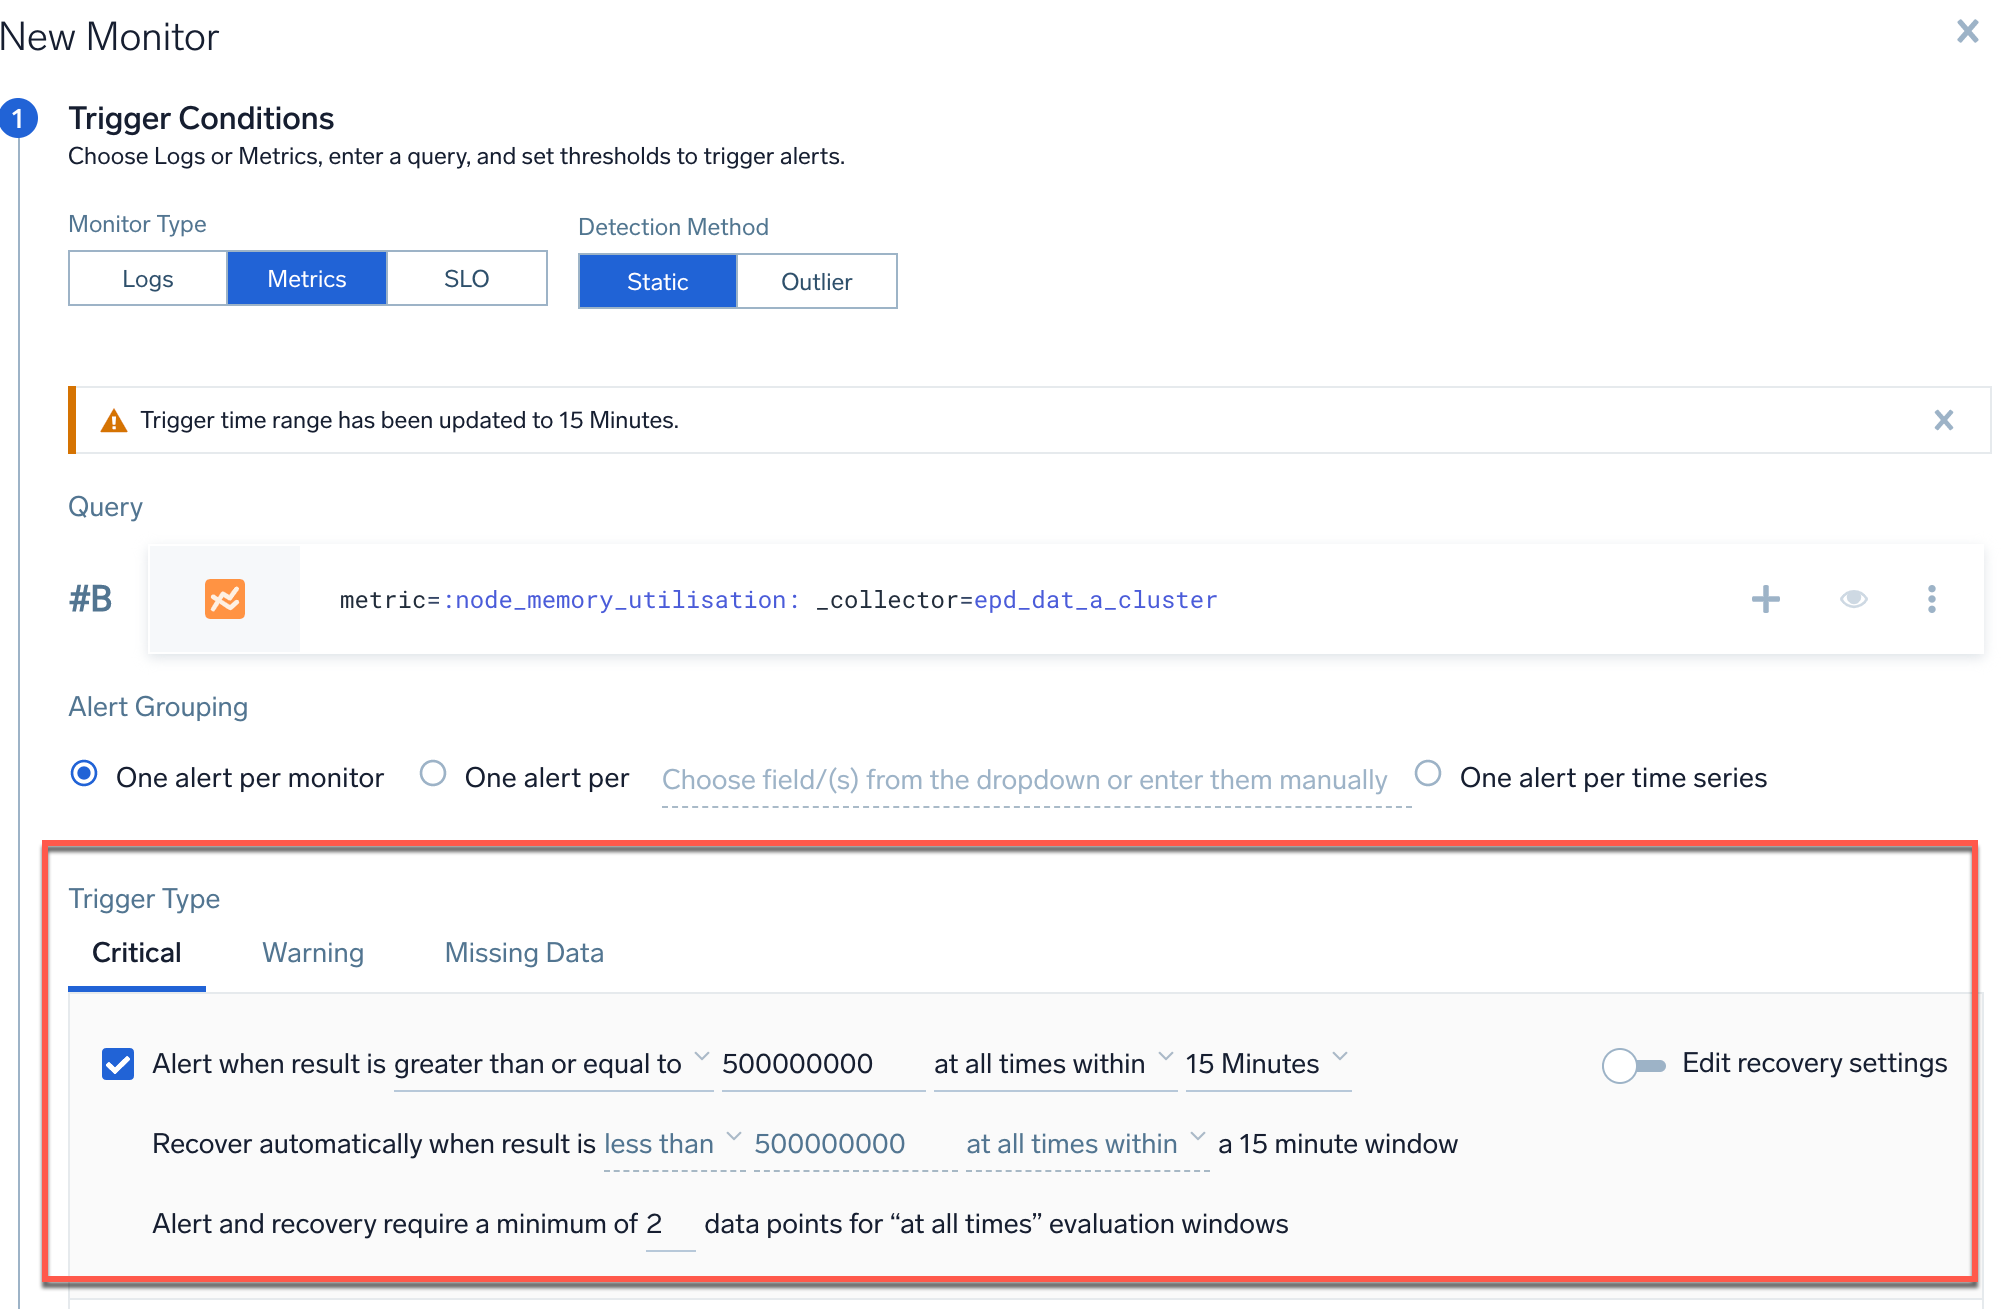 New Monitor
1
Trigger Conditions
Choose Logs or Metrics, enter a query, and set thresholds to trigger alerts.
Monitor Type
Detection Method
Logs Metrics SLO
Static Outlier
Trigger time range has been updated to 15 Minutes.
Query
#B
metric=:node_memory_utilisation: _collector=epd_dat_a_cluster
Alert Grouping
One alert per monitor One alert per Choose field/(s) from the dropdown or enter them manually One alert per time series
Trigger Type
Critical Warning Missing Data
Alert when result is greater than or equal to 500000000 at all times within 15 Minutes Edit recovery settings
Recover automatically when result is less than 500000000 at all times within a 15 minute window
Alert and recovery require a minimum of 2 data points for “at all times” evaluation windows